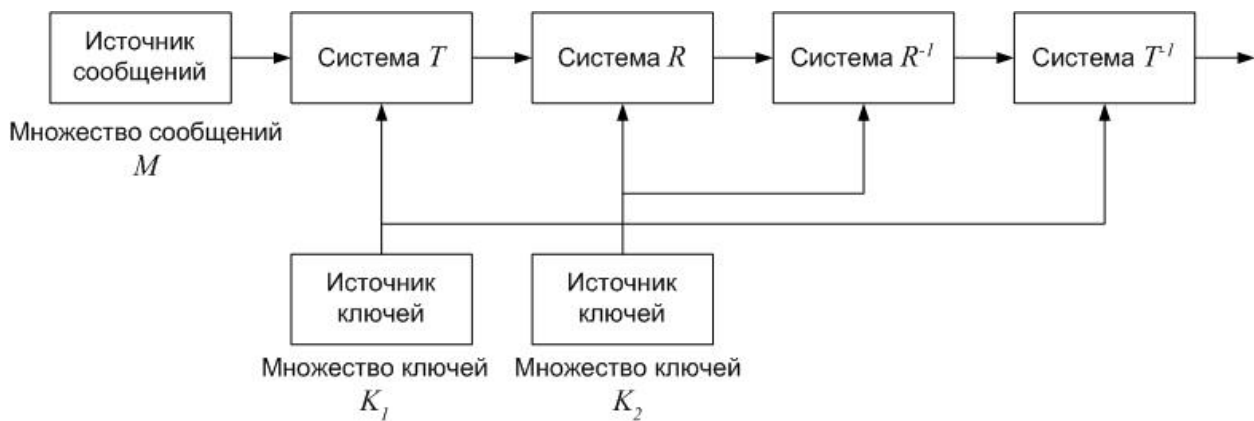 Источник
сообщений
Система T
Система R
Система R⁻¹
Система T⁻¹
Множество сообщений
M
Источник
ключей
Источник
ключей
Множество ключей
K₁
Множество ключей
K₂